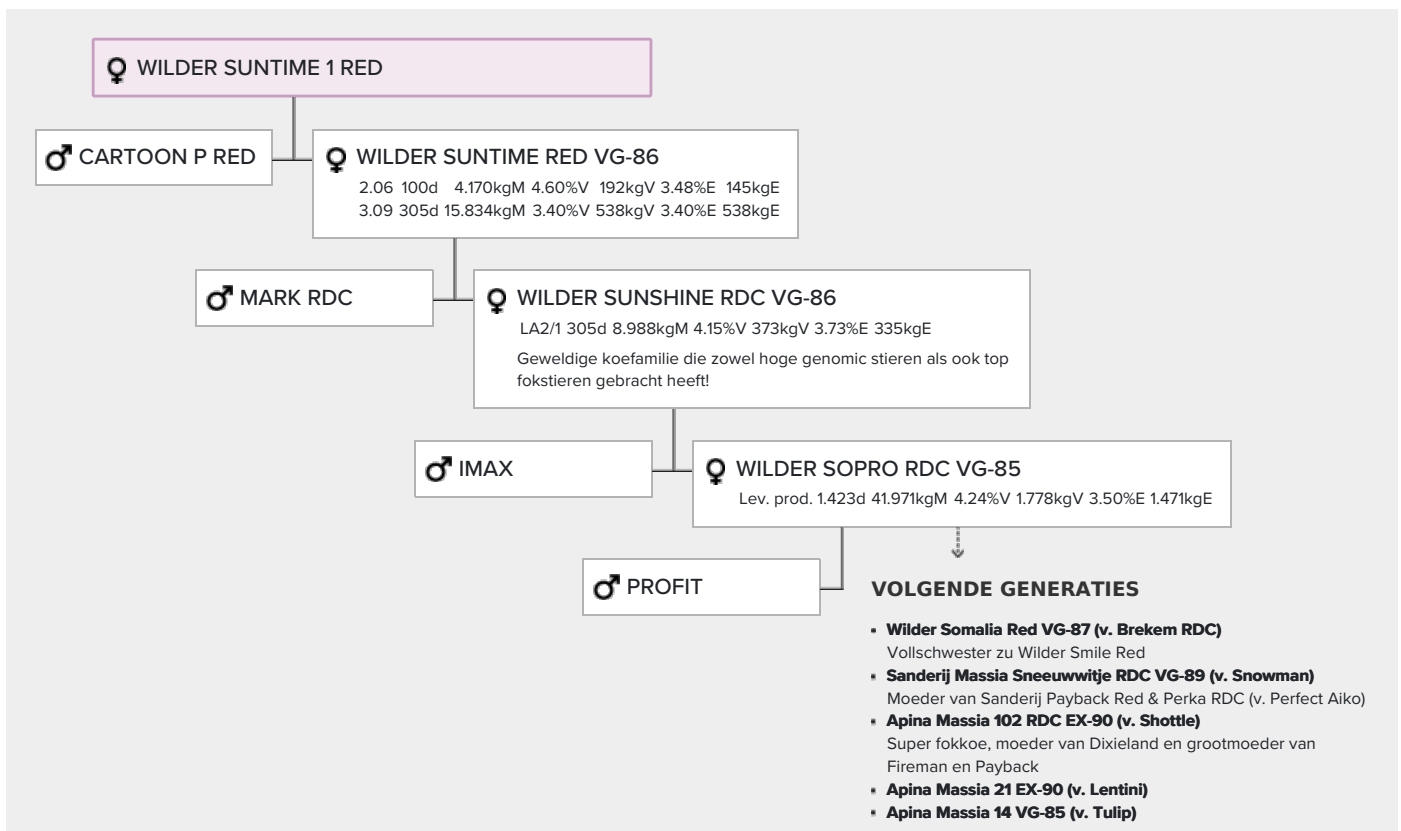 WILDER SUNTIME 1 RED
CARTOON P RED
WILDER SUNTIME RED VG-86
2.06 100d 4.170kgM 4.60%V 192kgV 3.48%E 145kgE
3.09 305d 15.834kgM 3.40%V 538kgV 3.40%E 538kgE
MARK RDC
WILDER SUNSHINE RDC VG-86
LA2/1 305d 8.988kgM 4.15%V 373kgV 3.73%E 335kgE
Geweldige koefamilie die zowel hoge genomic stieren als ook top
fokstieren gebracht heeft!
IMAX
WILDER SOPRO RDC VG-85
Lev. prod. 1.423d 41.971kgM 4.24%V 1.778kgV 3.50%E 1.471kgE
PROFIT
VOLGENDE GENERATIES
Wilder Somalia Red VG-87 (v. Brekem RDC)
Vollschwester zu Wilder Smile Red
Sanderij Massia Sneeuwwitje RDC VG-89 (v. Snowman)
Moeder van Sanderij Payback Red & Perka RDC (v. Perfect Aiko)
Apina Massia 102 RDC EX-90 (v. Shottle)
Super fokkoe, moeder van Dixieland en grootmoeder van
Fireman en Payback
Apina Massia 21 EX-90 (v. Lentini)
Apina Massia 14 VG-85 (v. Tulip)